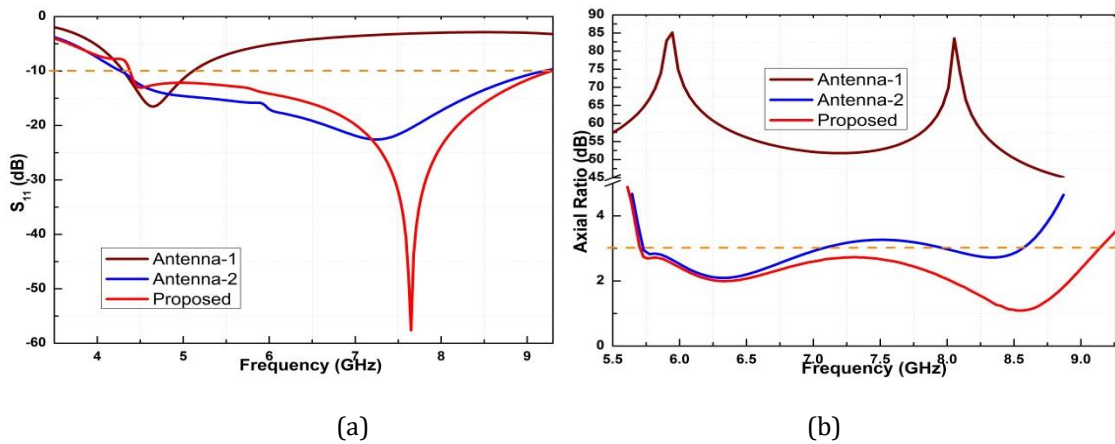 0
-10
-20
-30
-40
-50
-60
S11 (dB)
Antenna-1
Antenna-2
Proposed
4 5 6 7 8 9
Frequency (GHz)
(a)
90
85
80
75
70
65
60
55
50
45
4
2
0
Axial Ratio (dB)
Antenna-1
Antenna-2
Proposed
5.5 6.0 6.5 7.0 7.5 8.0 8.5 9.0
Frequency (GHz)
(b)